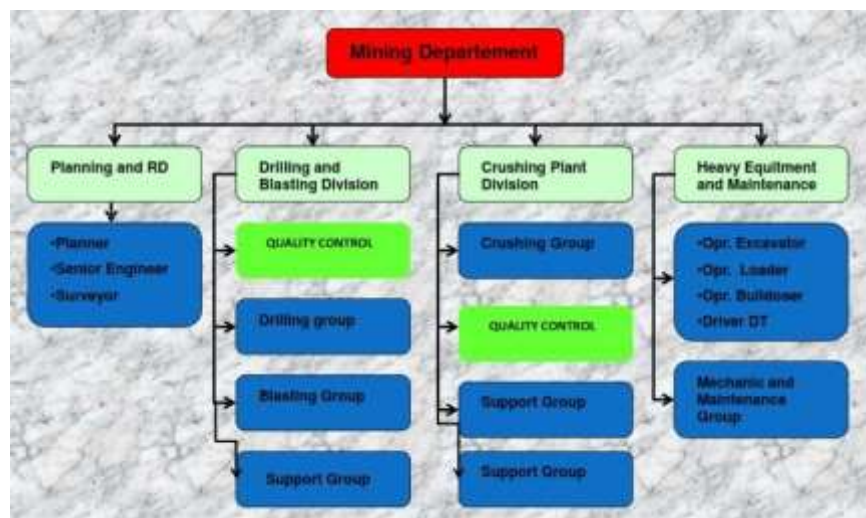 Mining Departement
Planning and RD
•Planner
•Senior Engineer
•Surveyor
Drilling and
Blasting Division
QUALITY CONTROL
Drilling group
Blasting Group
Support Group
Crushing Plant
Division
Crushing Group
QUALITY CONTROL
Support Group
Support Group
Heavy Equitment
and Maintenance
•Opr. Excavator
•Opr. Loader
•Opr. Bulldoser
•Driver DT
Mechanic and
Maintenance
Group